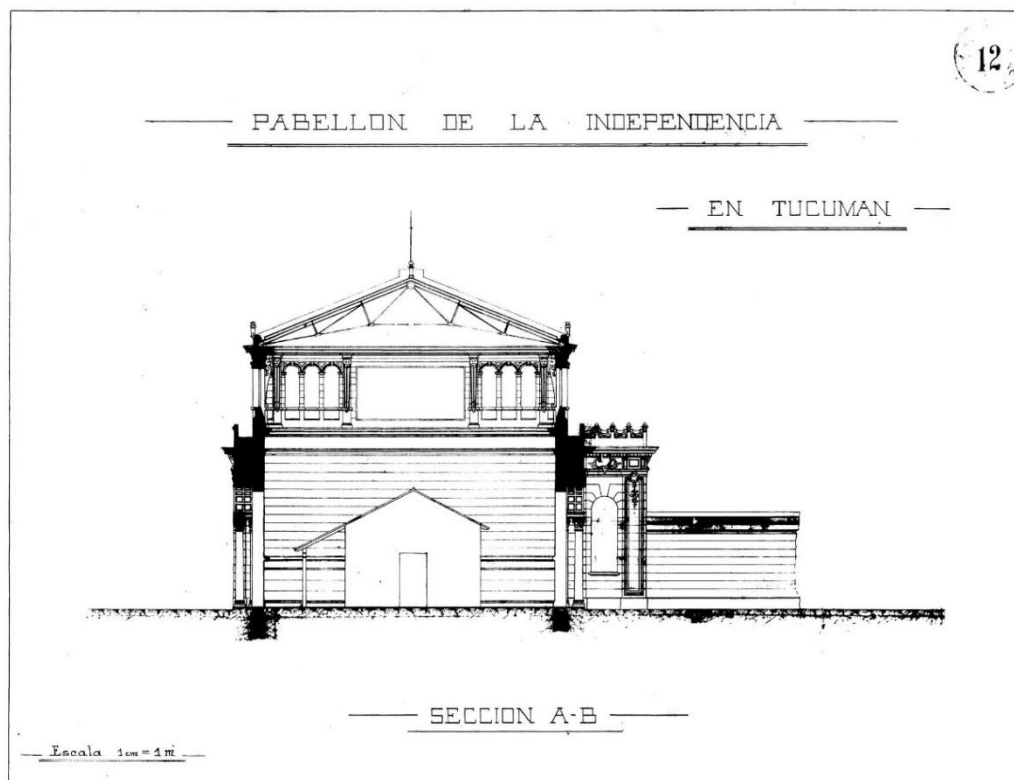 12
PABELLON DE LA INDEPENDENCIA
EN TUCUMAN
SECCION A-B
Escala 1cm = 1m